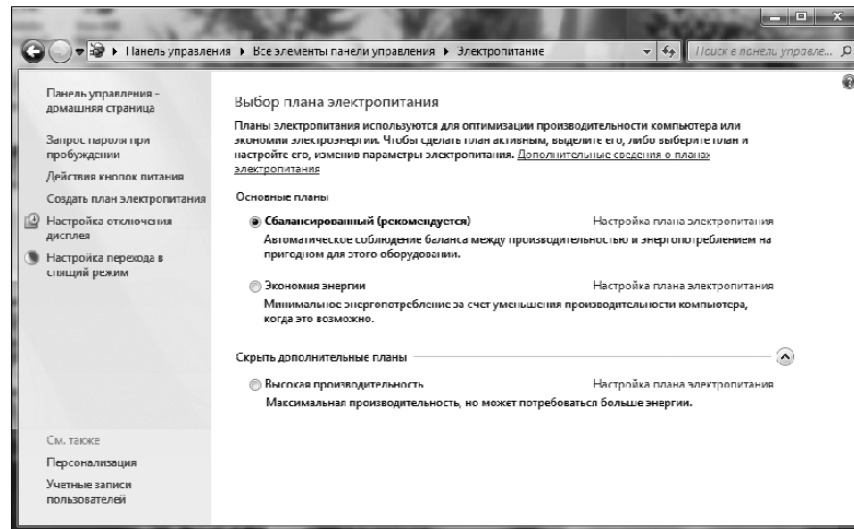 Панель управления ▸ Все элементы панели управления ▸ Электропитание
Поиск в панели управле...
Панель управления -
домашняя страница
Запрос пароля при
пробуждении
Действия кнопок питания
Создать план электропитания
Настройка отключения
дисплея
Настройка перехода в
спящий режим
См. также
Персонализация
Учетные записи
пользователей
Выбор плана электропитания
Планы электропитания используются для оптимизации производительности компьютера или
экономии электроэнергии. Чтобы сделать план активным, выделите его, либо выберите план и
настройте его, изменив параметры электропитания. Дополнительные сведения о планах
электропитания
Основные планы
Сбалансированный (рекомендуется) Настройка плана электропитания
Автоматическое соблюдение баланса между производительностью и энергопотреблением на
пригодном для этого оборудовании.
Экономия энергии Настройка плана электропитания
Минимальное энергопотребление за счет уменьшения производительности компьютера,
когда это возможно.
Скрыть дополнительные планы
Высокая производительность Настройка плана электропитания
Максимальная производительность, но может потребоваться больше энергии.